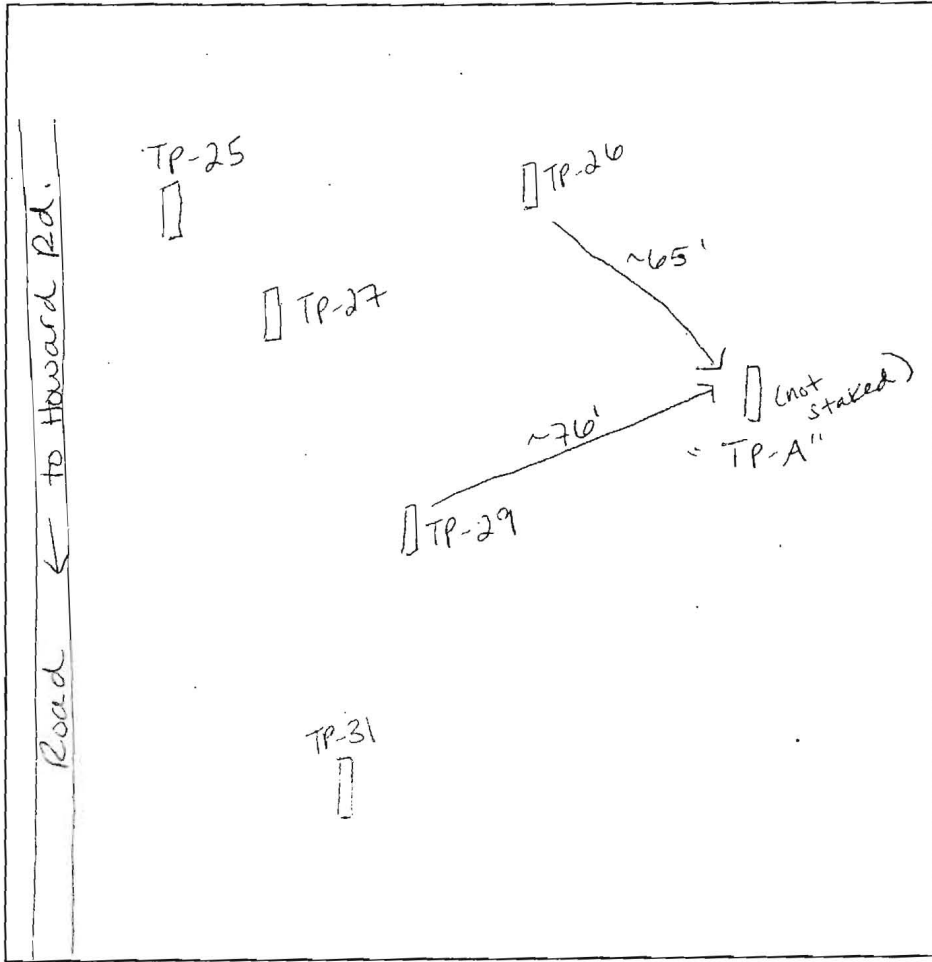 TP-25
TP-26
~65'
TP-27
(not
staked)
"TP-A"
~76'
TP-29
TP-31
Road ← to Howard Rd.